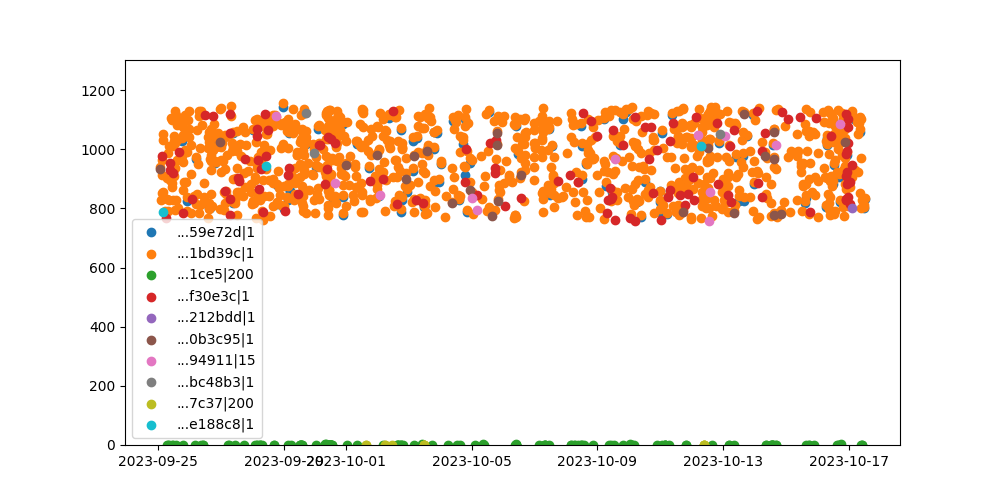 1200
1000
800
600
400
200
0
...59e72d|1
...1bd39c|1
...1ce5|200
...f30e3c|1
...212bdd|1
...0b3c95|1
...94911|15
...bc48b3|1
...7c37|200
...e188c8|1
2023-09-25 2023-09-29 2023-10-01 2023-10-05 2023-10-09 2023-10-13 2023-10-17